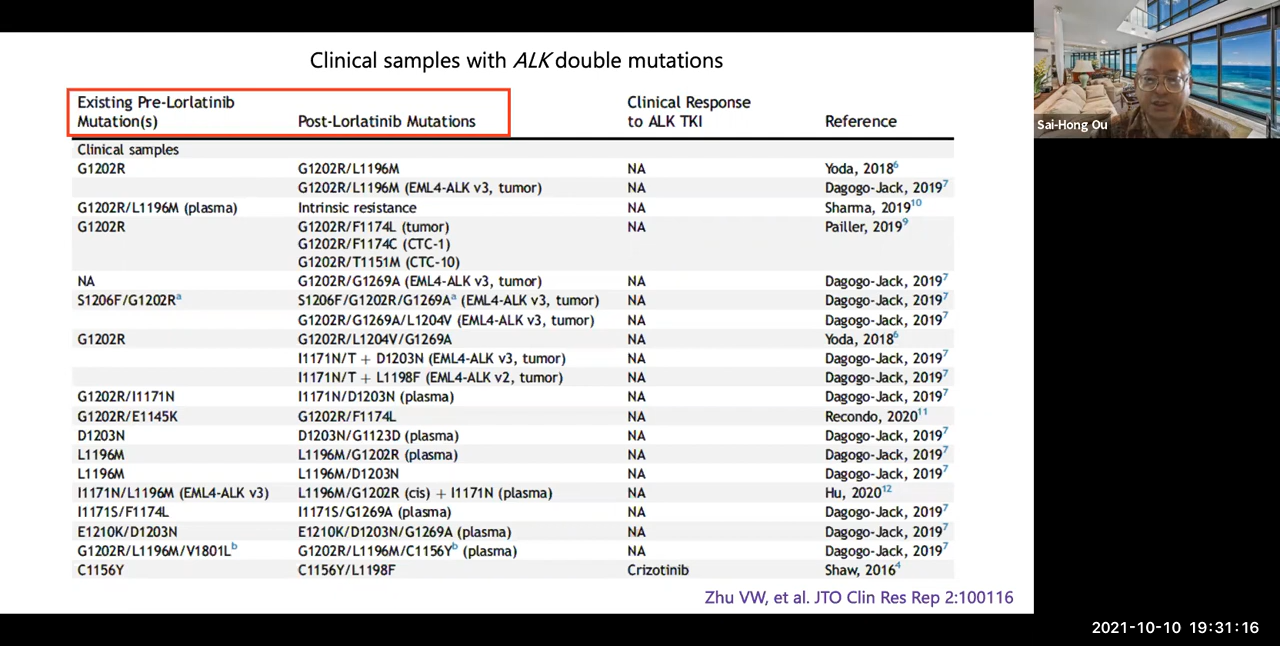 Clinical samples with ALK double mutations
Existing Pre-Lorlatinib
Mutation(s) Post-Lorlatinib Mutations Clinical Response
to ALK TKI Reference
Clinical samples
G1202R G1202R/L1196M NA Yoda, 2018⁶
G1202R/L1196M (EML4-ALK v3, tumor) NA Dagogo-Jack, 2019⁷
G1202R/L1196M (plasma) Intrinsic resistance NA Sharma, 2019¹⁰
G1202R G1202R/F1174L (tumor) NA Pailler, 2019⁹
G1202R/F1174C (CTC-1)
G1202R/T1151M (CTC-10)
NA G1202R/G1269A (EML4-ALK v3, tumor) NA Dagogo-Jack, 2019⁷
S1206F/G1202Rᵃ S1206F/G1202R/G1269Aᵃ (EML4-ALK v3, tumor) NA Dagogo-Jack, 2019⁷
G1202R/G1269A/L1204V (EML4-ALK v3, tumor) NA Dagogo-Jack, 2019⁷
G1202R G1202R/L1204V/G1269A NA Yoda, 2018⁶
I1171N/T + D1203N (EML4-ALK v3, tumor) NA Dagogo-Jack, 2019⁷
I1171N/T + L1198F (EML4-ALK v2, tumor) NA Dagogo-Jack, 2019⁷
G1202R/I1171N I1171N/D1203N (plasma) NA Dagogo-Jack, 2019⁷
G1202R/E1145K G1202R/F1174L NA Recondo, 2020¹¹
D1203N D1203N/G1123D (plasma) NA Dagogo-Jack, 2019⁷
L1196M L1196M/G1202R (plasma) NA Dagogo-Jack, 2019⁷
L1196M L1196M/D1203N NA Dagogo-Jack, 2019⁷
I1171N/L1196M (EML4-ALK v3) L1196M/G1202R (cis) + I1171N (plasma) NA Hu, 2020¹²
I1171S/F1174L I1171S/G1269A (plasma) NA Dagogo-Jack, 2019⁷
E1210K/D1203N E1210K/D1203N/G1269A (plasma) NA Dagogo-Jack, 2019⁷
G1202R/L1196M/V1801Lᵇ G1202R/L1196M/C1156Yᵇ (plasma) NA Dagogo-Jack, 2019⁷
C1156Y C1156Y/L1198F Crizotinib Shaw, 2016⁴
Zhu VW, et al. JTO Clin Res Rep 2:100116
Sai-Hong Ou
2021-10-10 19:31:16